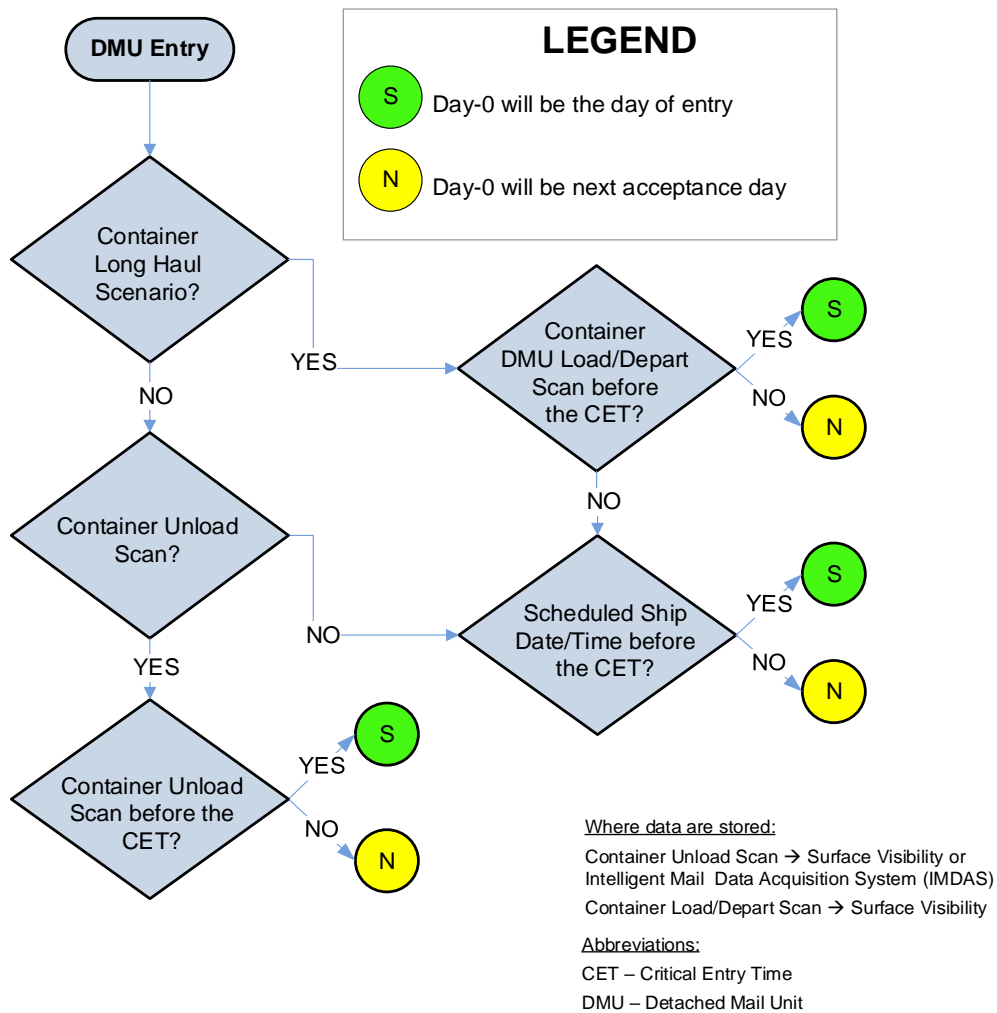 DMU Entry
LEGEND
S
Day-0 will be the day of entry
N
Day-0 will be next acceptance day
Container
Long Haul
Scenario?
YES
NO
Container
DMU Load/Depart
Scan before
the CET?
YES
S
NO
N
NO
Container Unload
Scan?
NO
YES
Scheduled Ship
Date/Time before
the CET?
YES
S
NO
N
Container Unload
Scan before the
CET?
YES
S
NO
N
Where data are stored:
Container Unload Scan → Surface Visibility or
Intelligent Mail  Data Acquisition System (IMDAS)
Container Load/Depart Scan → Surface Visibility
Abbreviations:
CET – Critical Entry Time
DMU – Detached Mail Unit